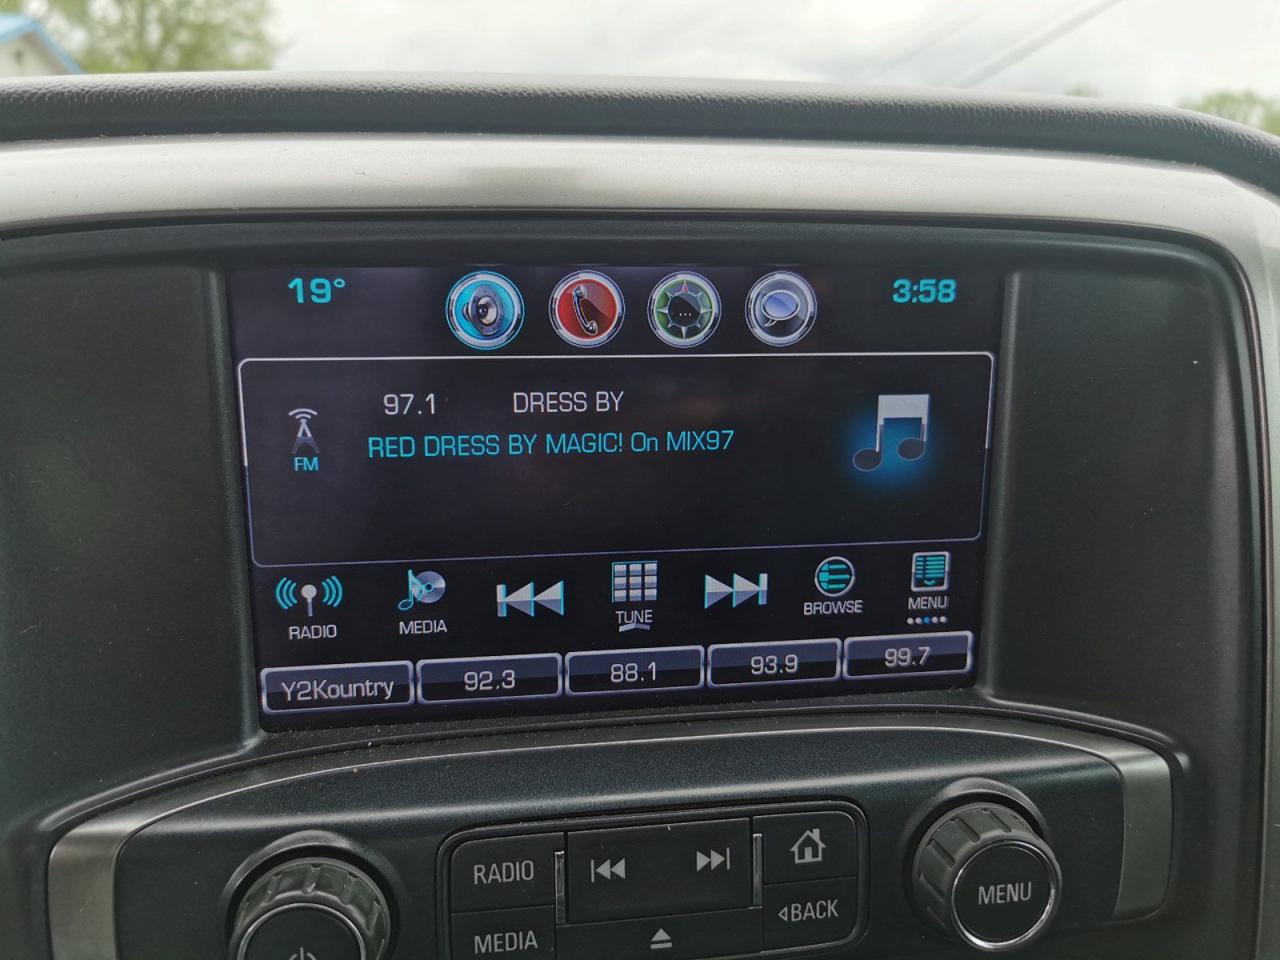 19° 3:58
97.1 DRESS BY
RED DRESS BY MAGIC! On MIX97
FM
RADIO MEDIA TUNE BROWSE MENU
Y2Kountry 92.3 88.1 93.9 99.7
RADIO
MENU
◁BACK
MEDIA